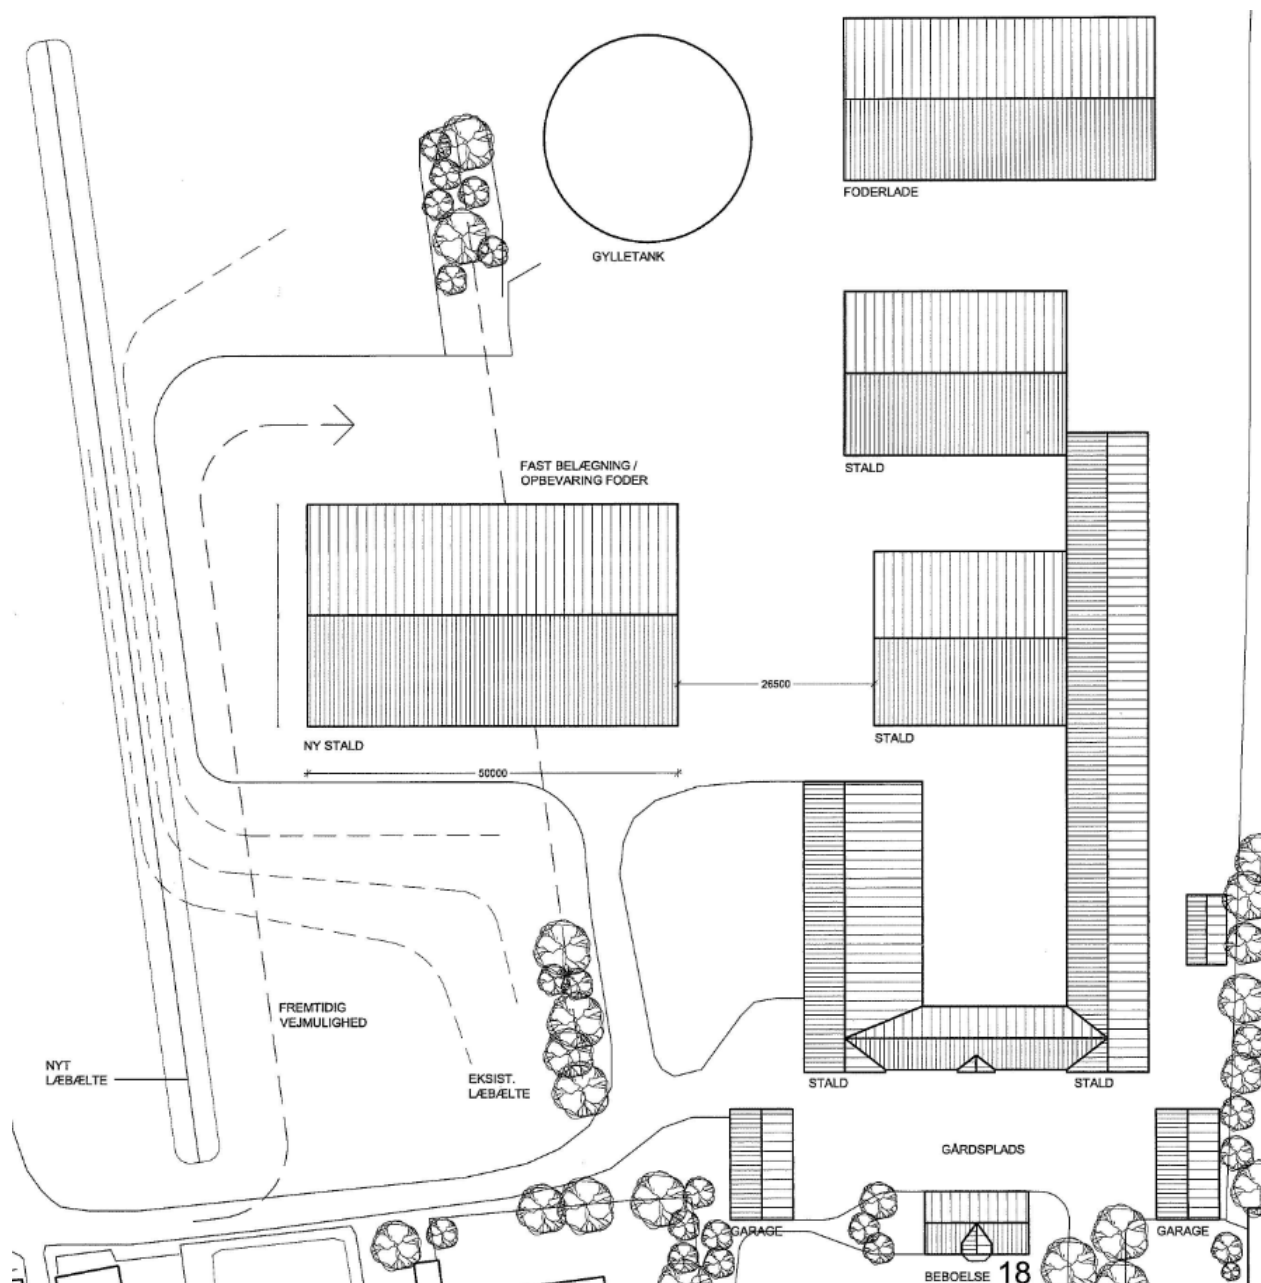 FODERLADE
GYLLETANK
STALD
FAST BELÆGNING /
OPBEVARING FODER
26500
NY STALD
STALD
50000
FREMTIDIG
VEJMULIGHED
NYT
LÆBÆLTE
EKSIST.
LÆBÆLTE
STALD
STALD
GÅRDSPLADS
GARAGE
GARAGE
BEBOELSE 18